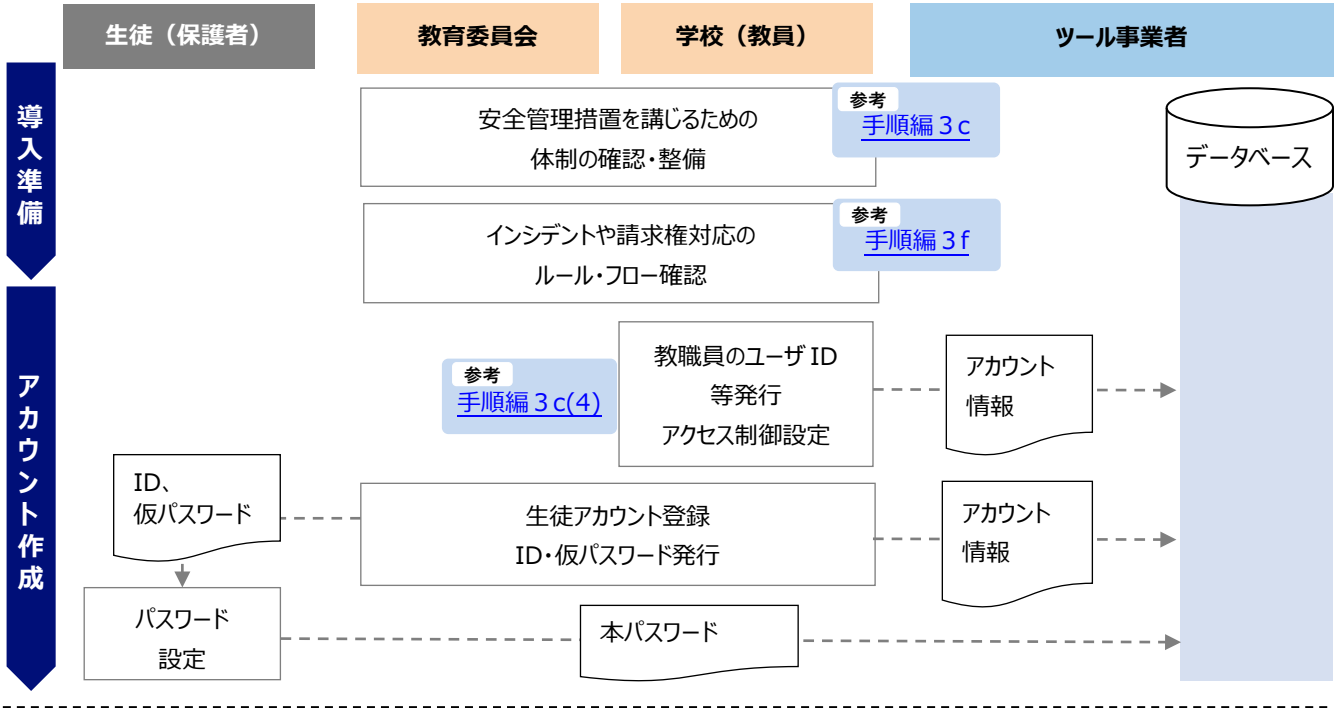 生徒（保護者）
教育委員会
学校（教員）
ツール事業者
導入準備
安全管理措置を講じるための
体制の確認・整備
参考
手順編３c
データベース
インシデントや請求権対応の
ルール・フロー確認
参考
手順編３f
アカウント作成
教職員のユーザ ID
等発行
アクセス制御設定
参考
手順編３c(4)
アカウント
情報
ID、
仮パスワード
生徒アカウント登録
ID・仮パスワード発行
アカウント
情報
パスワード
設定
本パスワード